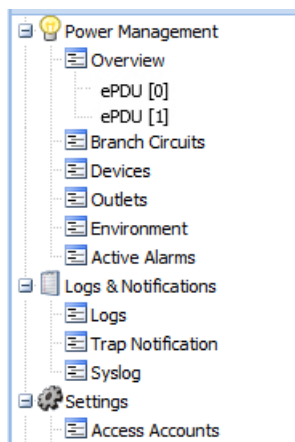 Power Management
Overview
ePDU [0]
ePDU [1]
Branch Circuits
Devices
Outlets
Environment
Active Alarms
Logs & Notifications
Logs
Trap Notification
Syslog
Settings
Access Accounts